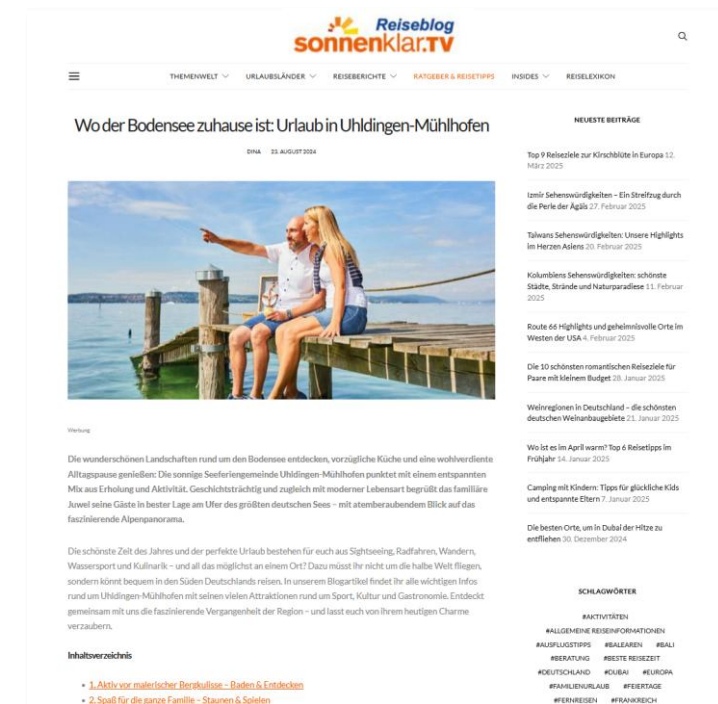 Reiseblog
sonnenklar.TV
THEMENWELT
URLAUBSLÄNDER
REISEBERICHTE
RATGEBER & REISETIPPS
INSIDES
REISELEXIKON
Wo der Bodensee zuhause ist: Urlaub in Uhldingen-Mühlhofen
DINA 23. AUGUST 2024
Werbung
Die wunderschönen Landschaften rund um den Bodensee entdecken, vorzügliche Küche und eine wohlverdiente
Alltagspause genießen: Die sonnige Seeferiengemeinde Uhldingen-Mühlhofen punktet mit einem entspannten
Mix aus Erholung und Aktivität. Geschichtsträchtig und zugleich mit moderner Lebensart begrüßt das familiäre
Juwel seine Gäste in bester Lage am Ufer des größten deutschen Sees – mit atemberaubendem Blick auf das
faszinierende Alpenpanorama.
Die schönste Zeit des Jahres und der perfekte Urlaub bestehen für euch aus Sightseeing, Radfahren, Wandern,
Wassersport und Kulinarik – und all das möglichst an einem Ort? Dazu müsst ihr nicht um die halbe Welt fliegen,
sondern könnt bequem in den Süden Deutschlands reisen. In unserem Blogartikel findet ihr alle wichtigen Infos
rund um Uhldingen-Mühlhofen mit seinen vielen Attraktionen rund um Sport, Kultur und Gastronomie. Entdeckt
gemeinsam mit uns die faszinierende Vergangenheit der Region – und lasst euch von ihrem heutigen Charme
verzaubern.
Inhaltsverzeichnis
• 1. Aktiv vor malerischer Bergkulisse – Baden & Entdecken
• 2. Spaß für die ganze Familie – Staunen & Spielen
NEUESTE BEITRÄGE
Top 9 Reiseziele zur Kirschblüte in Europa 12.
März 2025
Izmir Sehenswürdigkeiten – Ein Streifzug durch
die Perle der Ägäis 27. Februar 2025
Taiwans Sehenswürdigkeiten: Unsere Highlights
im Herzen Asiens 20. Februar 2025
Kolumbiens Sehenswürdigkeiten: schönste
Städte, Strände und Naturparadiese 11. Februar
2025
Route 66 Highlights und geheimnisvolle Orte im
Westen der USA 4. Februar 2025
Die 10 schönsten romantischen Reiseziele für
Paare mit kleinem Budget 28. Januar 2025
Weinregionen in Deutschland – die schönsten
deutschen Weinanbaugebiete 21. Januar 2025
Wo ist es im April warm? Top 6 Reisetipps im
Frühjahr 14. Januar 2025
Camping mit Kindern: Tipps für glückliche Kids
und entspannte Eltern 7. Januar 2025
Die besten Orte, um in Dubai der Hitze zu
entfliehen 30. Dezember 2024
SCHLAGWÖRTER
#AKTIVITÄTEN
#ALLGEMEINE REISEINFORMATIONEN
#AUSFLUGSTIPPS #BALEAREN #BALI
#BERATUNG #BESTE REISEZEIT
#DEUTSCHLAND #DUBAI #EUROPA
#FAMILIENURLAUB #FEIERTAGE
#FERNREISEN #FRANKREICH